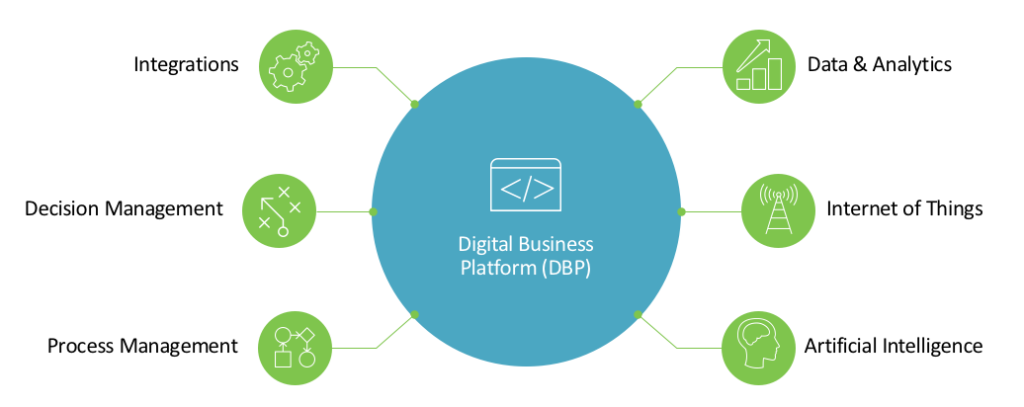 Integrations
Data & Analytics
Decision Management
</>
Internet of Things
Digital Business
Platform (DBP)
Process Management
Artificial Intelligence